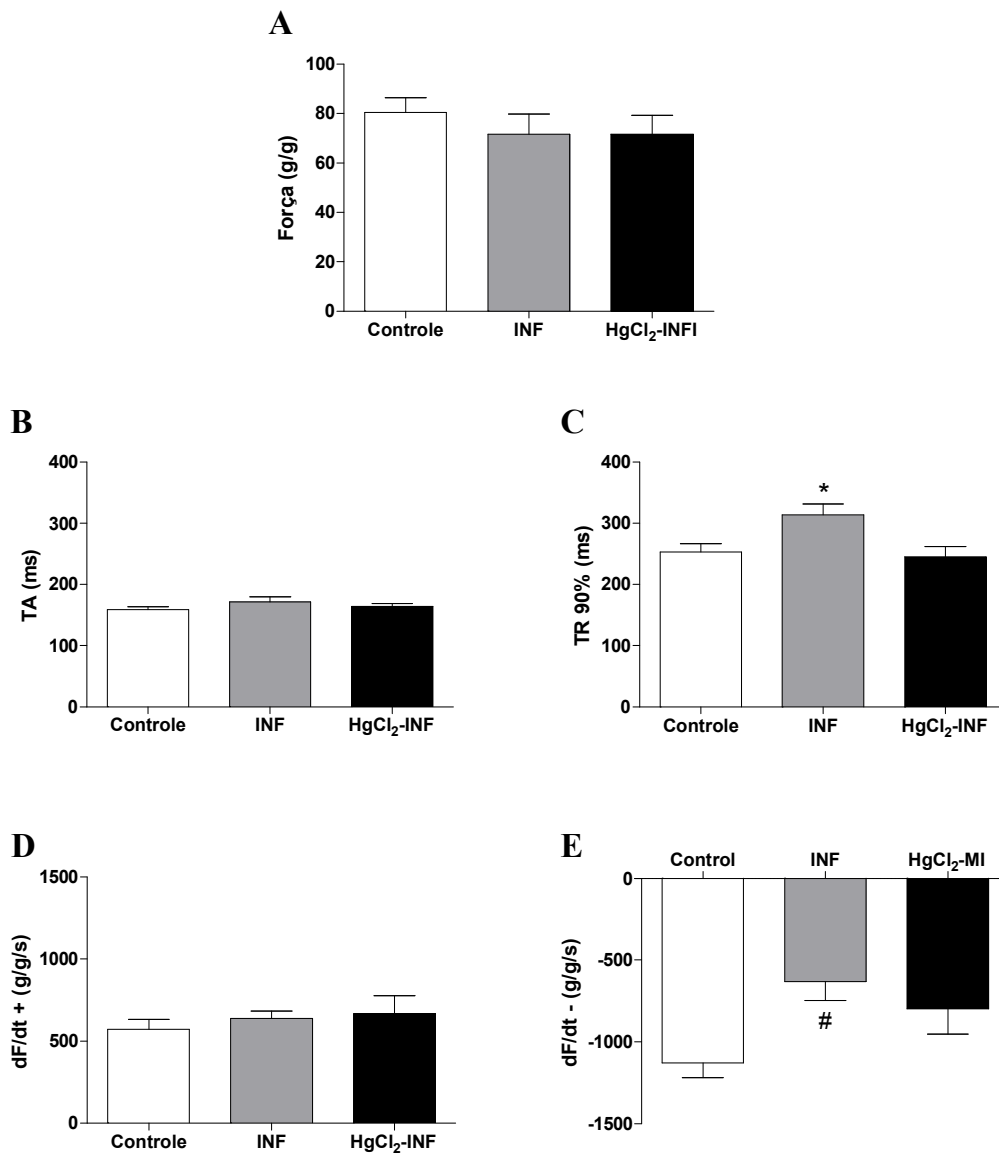 A
Força (g/g)
100
80
60
40
20
0
Controle INF HgCl₂-INFI
B
TA (ms)
400
300
200
100
0
Controle INF HgCl₂-INF
C
TR 90% (ms)
400
300
200
100
0
*
Controle INF HgCl₂-INF
D
dF/dt + (g/g/s)
1500
1000
500
0
Controle INF HgCl₂-INF
E
Control INF HgCl₂-MI
dF/dt - (g/g/s)
0
-500
-1000
-1500
#